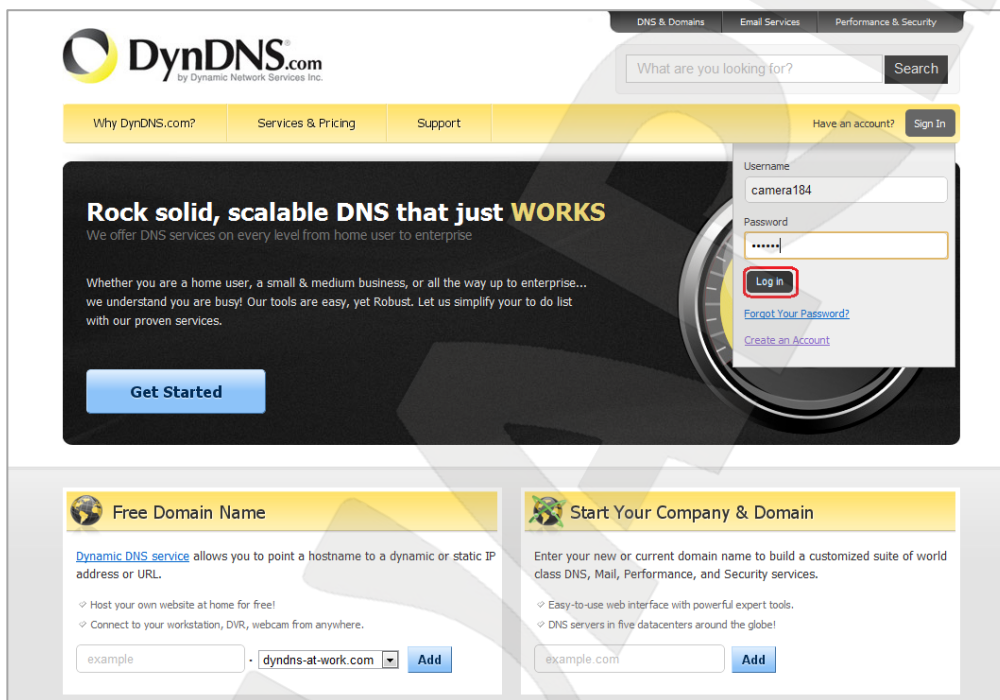 DNS & Domains Email Services Performance & Security
DynDNS.com
by Dynamic Network Services Inc.
What are you looking for? Search
Why DynDNS.com? Services & Pricing Support Have an account? Sign In
Username
camera184
Password
••••••
Log in
Forgot Your Password?
Create an Account
Rock solid, scalable DNS that just WORKS
We offer DNS services on every level from home user to enterprise
Whether you are a home user, a small & medium business, or all the way up to enterprise...
we understand you are busy! Our tools are easy, yet Robust. Let us simplify your to do list
with our proven services.
Get Started
Free Domain Name
Dynamic DNS service allows you to point a hostname to a dynamic or static IP
address or URL.
Host your own website at home for free!
Connect to your workstation, DVR, webcam from anywhere.
example . dyndns-at-work.com Add
Start Your Company & Domain
Enter your new or current domain name to build a customized suite of world
class DNS, Mail, Performance, and Security services.
Easy-to-use web interface with powerful expert tools.
DNS servers in five datacenters around the globe!
example.com Add